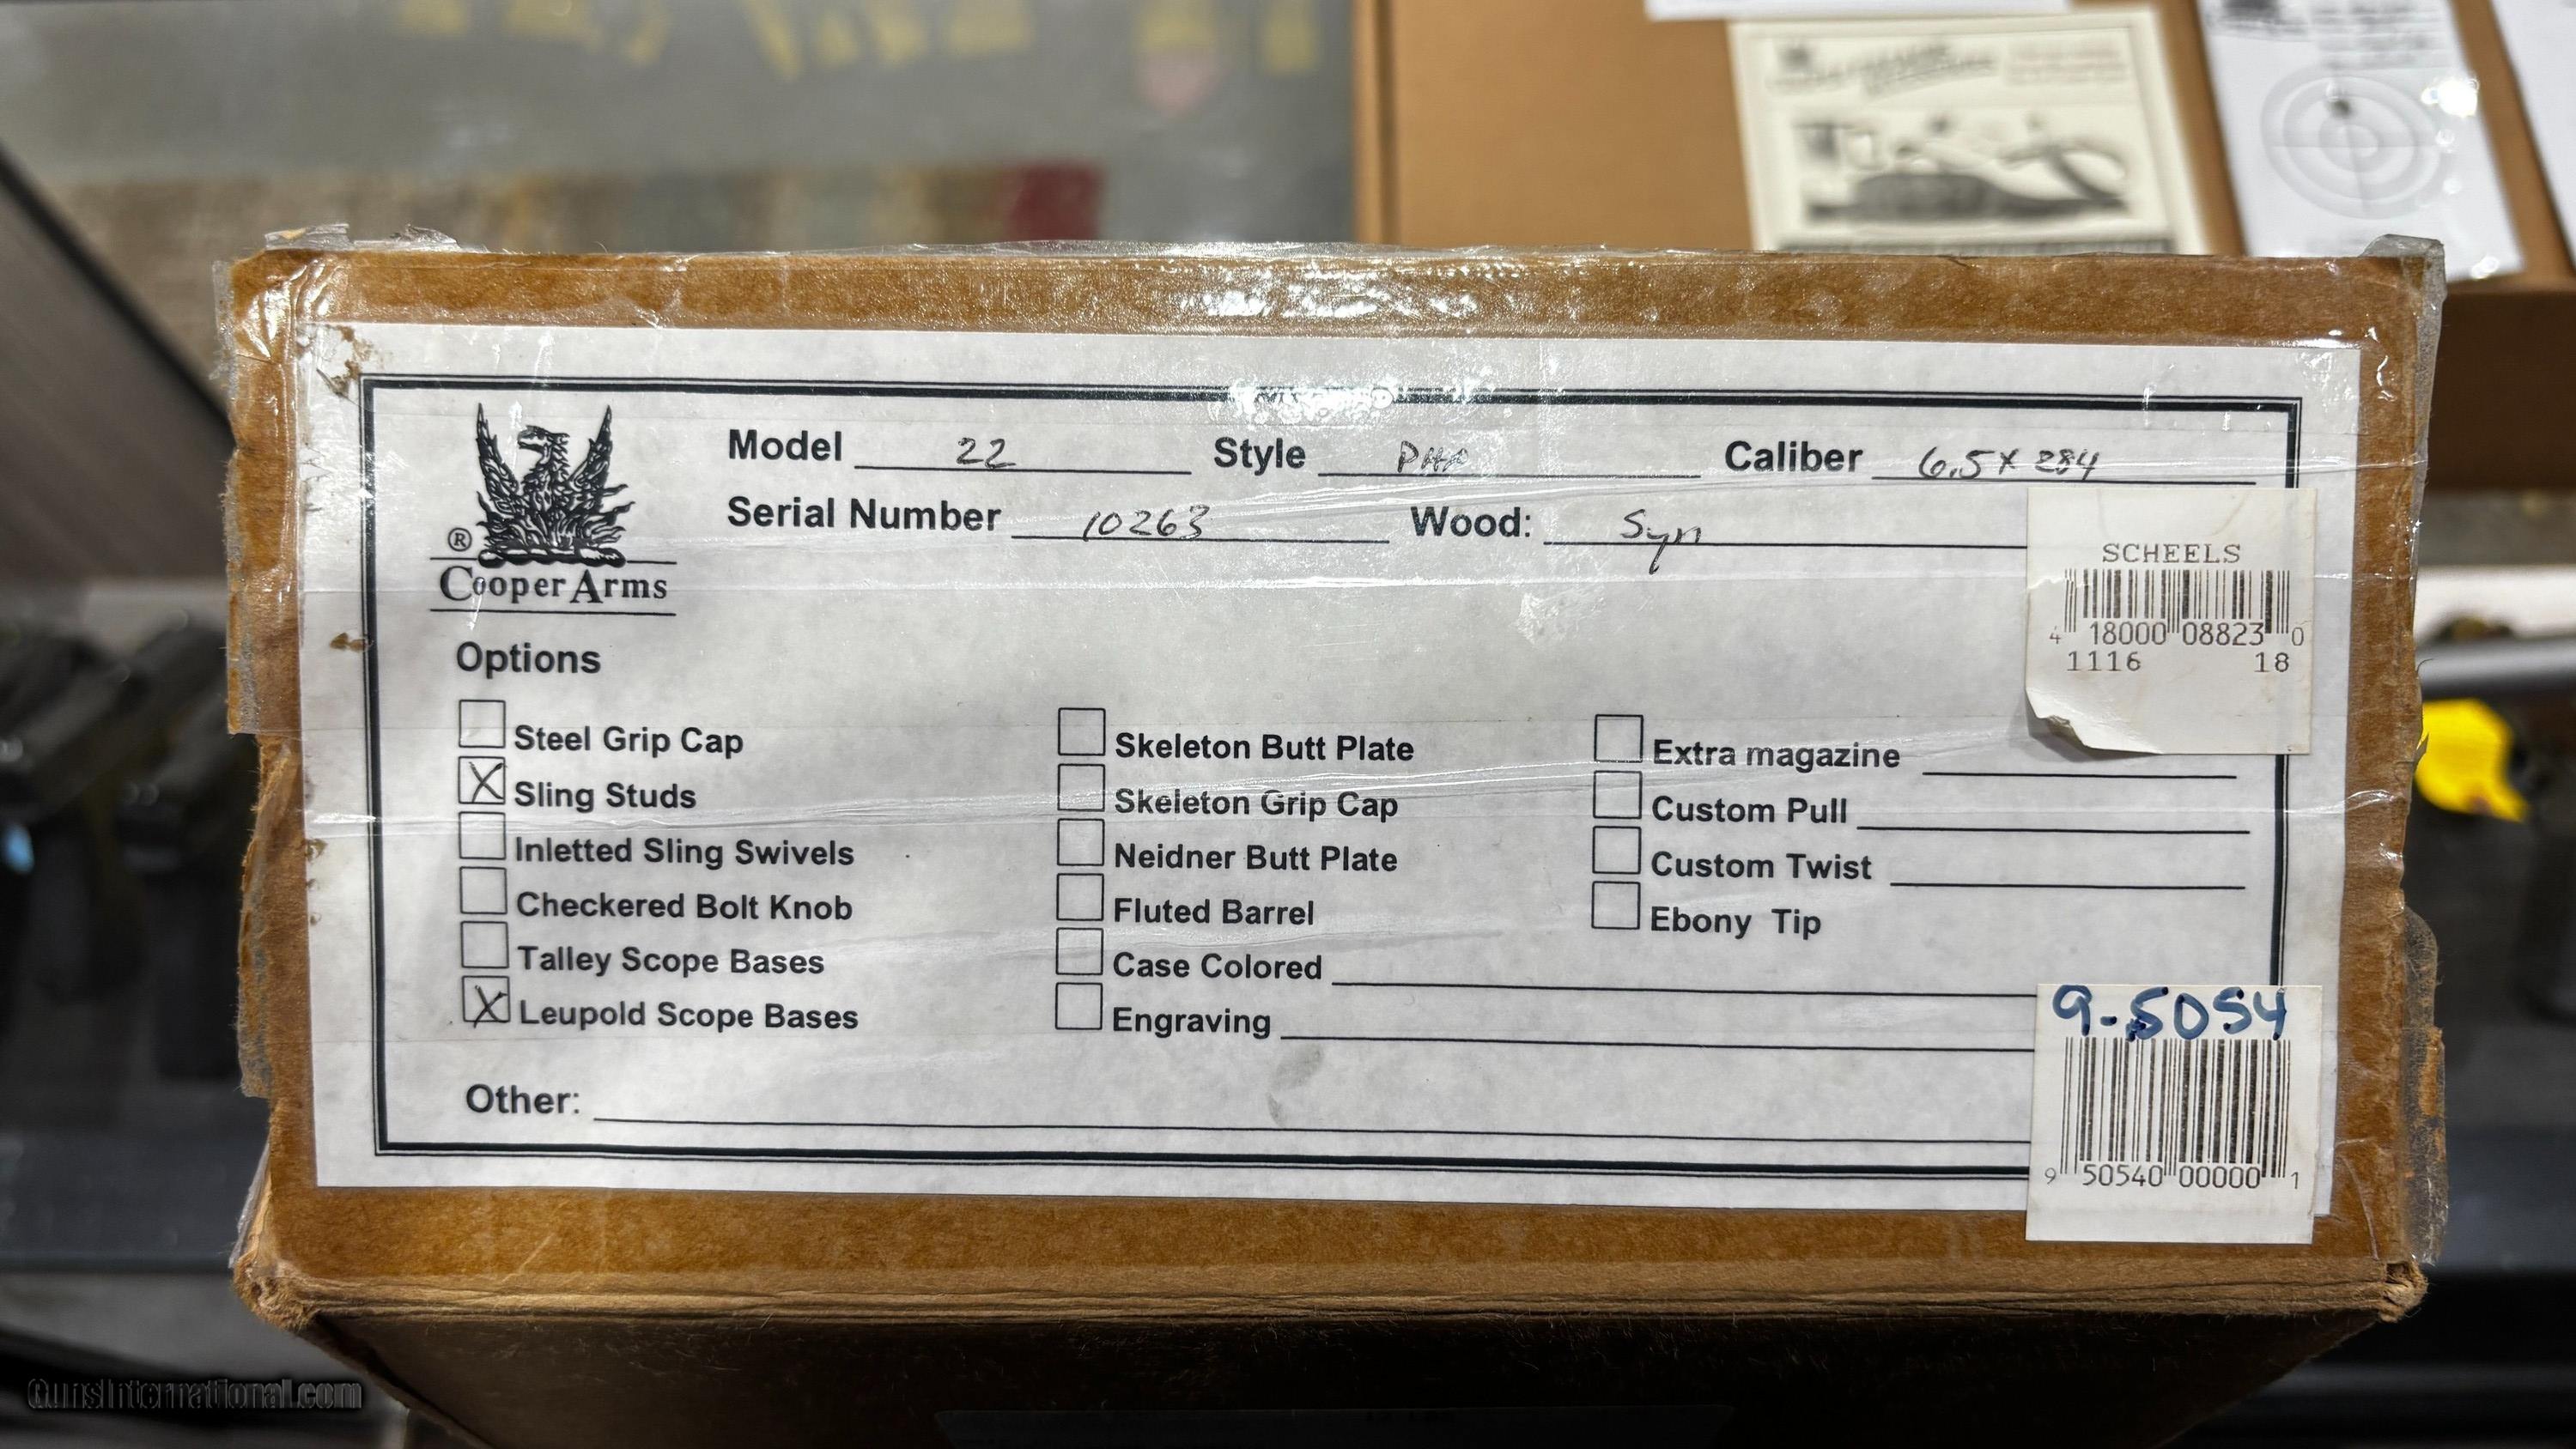 Model 22 Style PHR Caliber 6.5 x 284
Serial Number 10263 Wood: Syn
®
Cooper Arms
SCHEELS
4 18000 08823 0
1116 18
Options
Steel Grip Cap
X Sling Studs
Inletted Sling Swivels
Checkered Bolt Knob
Talley Scope Bases
X Leupold Scope Bases
Skeleton Butt Plate
Skeleton Grip Cap
Neidner Butt Plate
Fluted Barrel
Case Colored
Engraving
Extra magazine
Custom Pull
Custom Twist
Ebony Tip
Other:
9-5054
9 50540 00000 1
GunsInternational.com